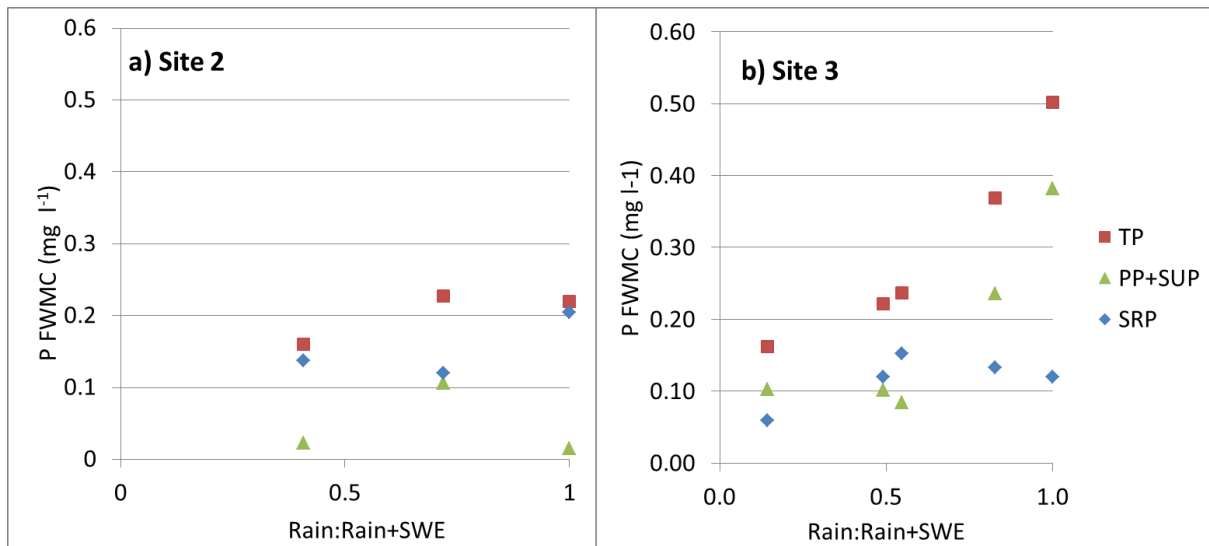 a) Site 2
P FWMC (mg l-1)
0.6
0.5
0.4
0.3
0.2
0.1
0
0
0.5
1
Rain:Rain+SWE
b) Site 3
P FWMC (mg l-1)
0.60
0.50
0.40
0.30
0.20
0.10
0.00
0.0
0.5
1.0
Rain:Rain+SWE
TP
PP+SUP
SRP